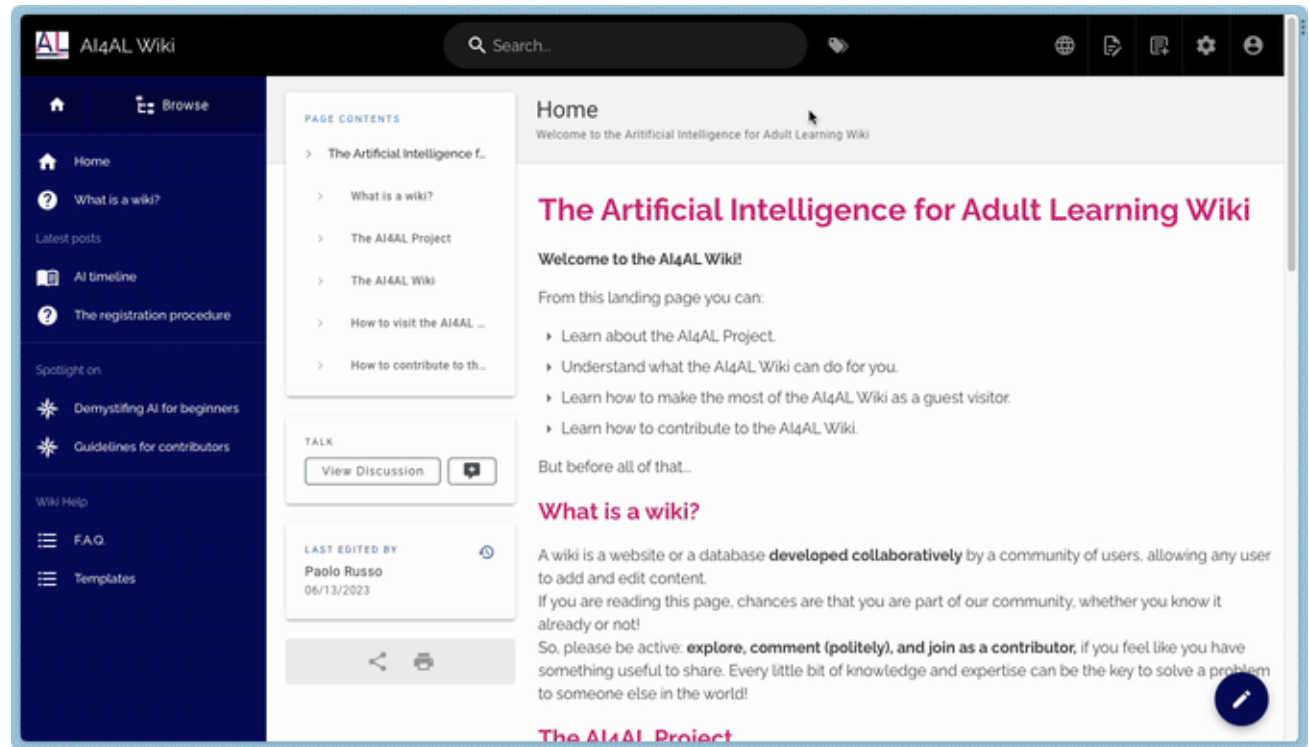 AL AI4AL Wiki
Search...
Browse
Home
What is a wiki?
Latest posts
AI timeline
The registration procedure
Spotlight on
Demystifing AI for beginners
Guidelines for contributors
Wiki Help
F.A.Q.
Templates
PAGE CONTENTS
The Artificial Intelligence f...
What is a wiki?
The AI4AL Project
The AI4AL Wiki
How to visit the AI4AL ...
How to contribute to th...
TALK
View Discussion
LAST EDITED BY
Paolo Russo
06/13/2023
Home
Welcome to the Aritificial Intelligence for Adult Learning Wiki
The Artificial Intelligence for Adult Learning Wiki
Welcome to the AI4AL Wiki!
From this landing page you can:
Learn about the AI4AL Project.
Understand what the AI4AL Wiki can do for you.
Learn how to make the most of the AI4AL Wiki as a guest visitor.
Learn how to contribute to the AI4AL Wiki.
But before all of that...
What is a wiki?
A wiki is a website or a database developed collaboratively by a community of users, allowing any user
to add and edit content.
If you are reading this page, chances are that you are part of our community, whether you know it
already or not!
So, please be active: explore, comment (politely), and join as a contributor, if you feel like you have
something useful to share. Every little bit of knowledge and expertise can be the key to solve a problem
to someone else in the world!
The AI4AL Project